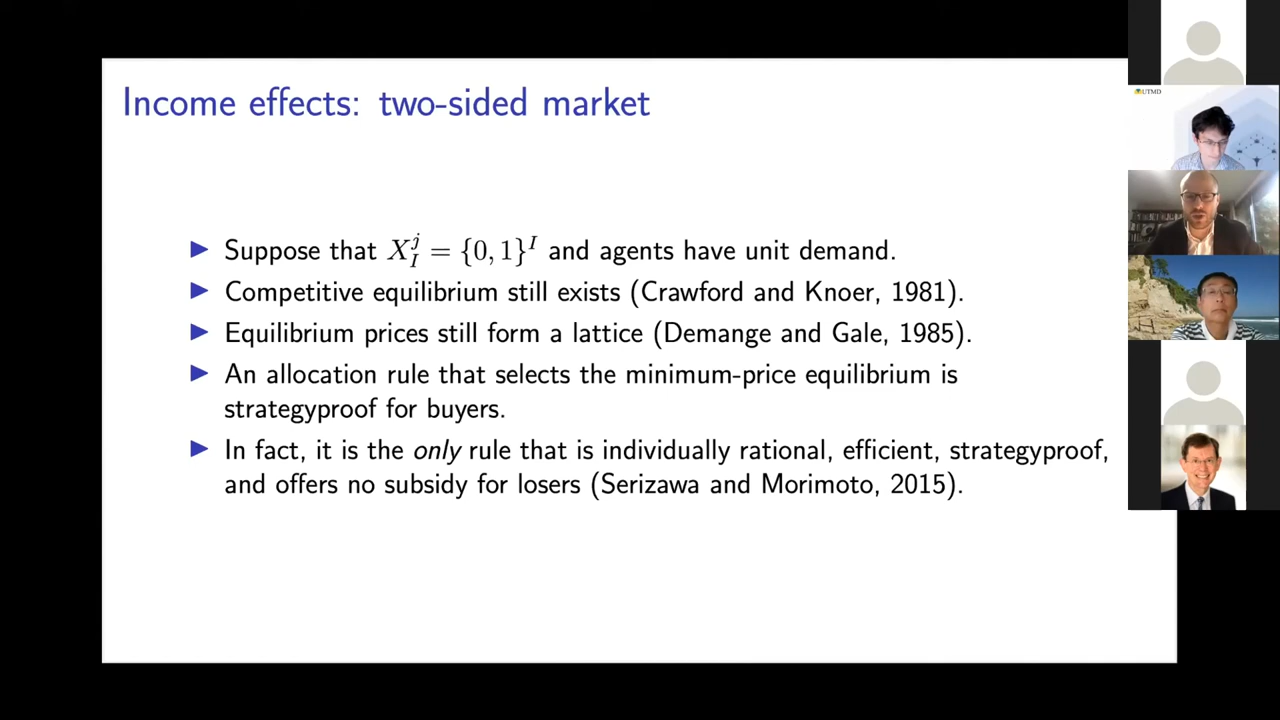 Income effects: two-sided market
▶ Suppose that $X_I^j = \{0, 1\}^I$ and agents have unit demand.
▶ Competitive equilibrium still exists (Crawford and Knoer, 1981).
▶ Equilibrium prices still form a lattice (Demange and Gale, 1985).
▶ An allocation rule that selects the minimum-price equilibrium is
strategyproof for buyers.
▶ In fact, it is the only rule that is individually rational, efficient, strategyproof,
and offers no subsidy for losers (Serizawa and Morimoto, 2015).
UTMD